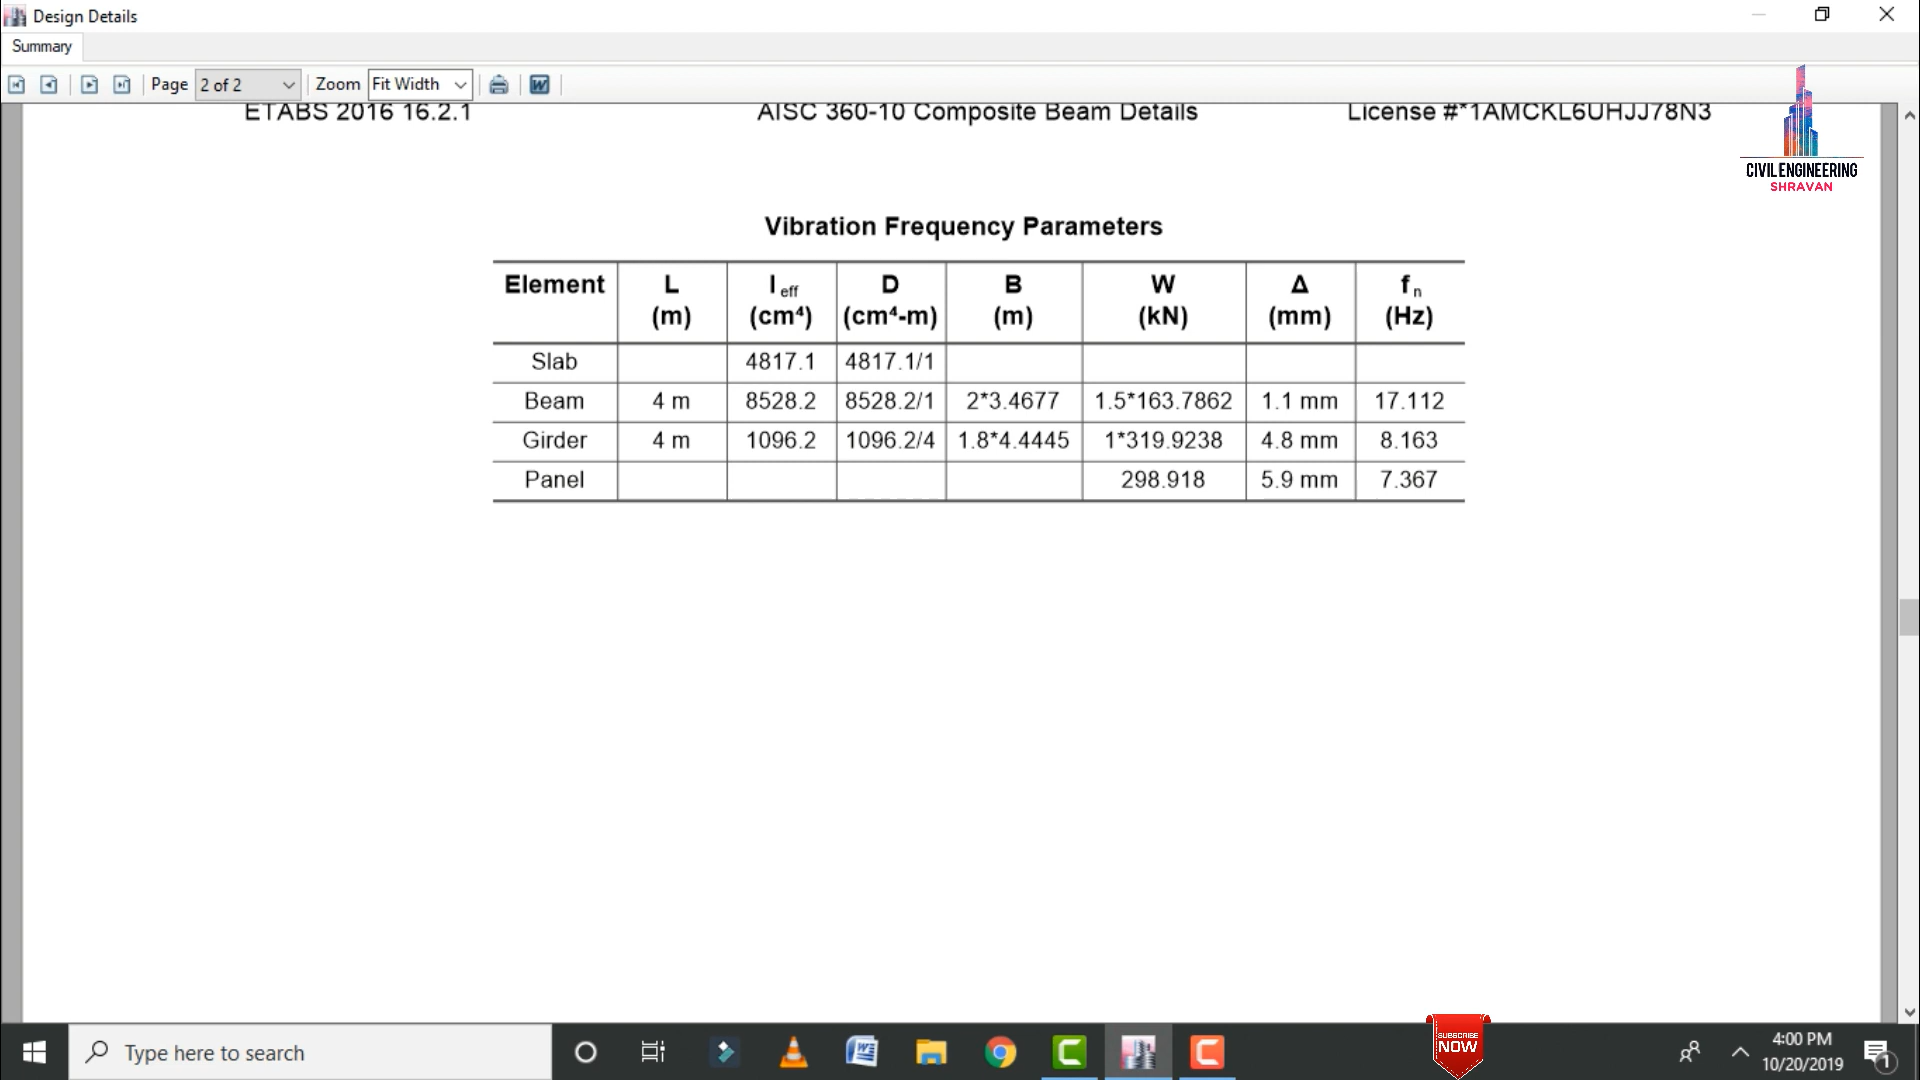 Design Details
Summary
Page 2 of 2 Zoom Fit Width
ETABS 2016 16.2.1 AISC 360-10 Composite Beam Details License #*1AMCKL6UHJJ78N3
CIVIL ENGINEERING
SHRAVAN
Vibration Frequency Parameters
Element L I eff D B W Δ f n
(m) (cm⁴) (cm⁴-m) (m) (kN) (mm) (Hz)
Slab 4817.1 4817.1/1
Beam 4 m 8528.2 8528.2/1 2*3.4677 1.5*163.7862 1.1 mm 17.112
Girder 4 m 1096.2 1096.2/4 1.8*4.4445 1*319.9238 4.8 mm 8.163
Panel 298.918 5.9 mm 7.367
SUBSCRIBE
NOW
Type here to search
4:00 PM
10/20/2019
1